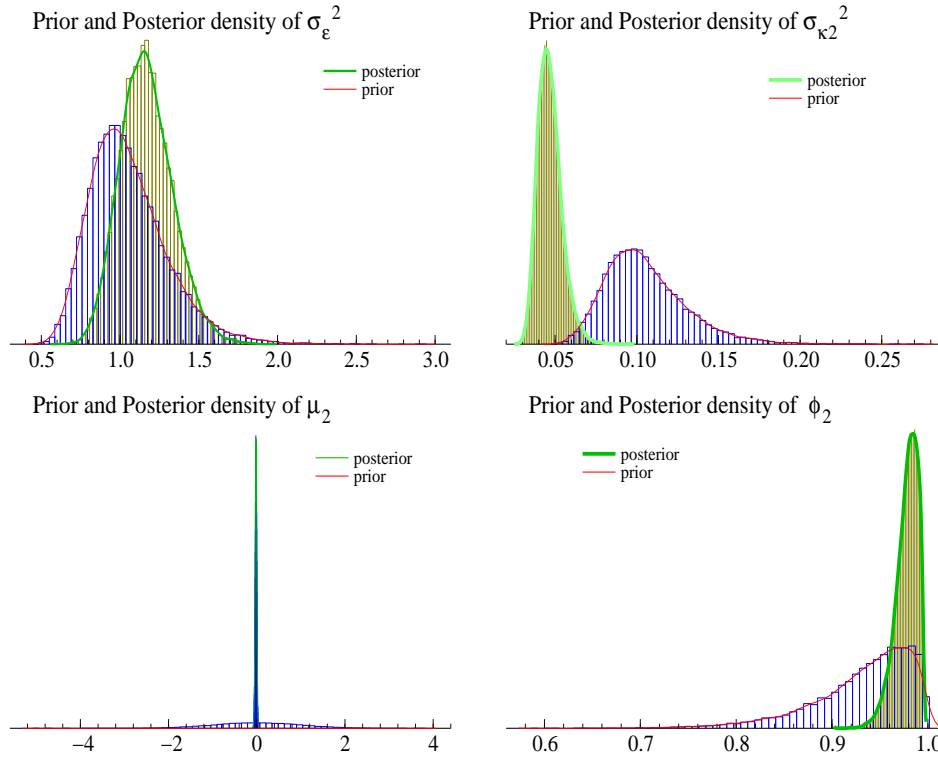 Prior and Posterior density of σε²
posterior
prior
0.5 1.0 1.5 2.0 2.5 3.0
Prior and Posterior density of σκ2²
posterior
prior
0.05 0.10 0.15 0.20 0.25
Prior and Posterior density of μ2
posterior
prior
−4 −2 0 2 4
Prior and Posterior density of ϕ2
posterior
prior
0.6 0.7 0.8 0.9 1.0